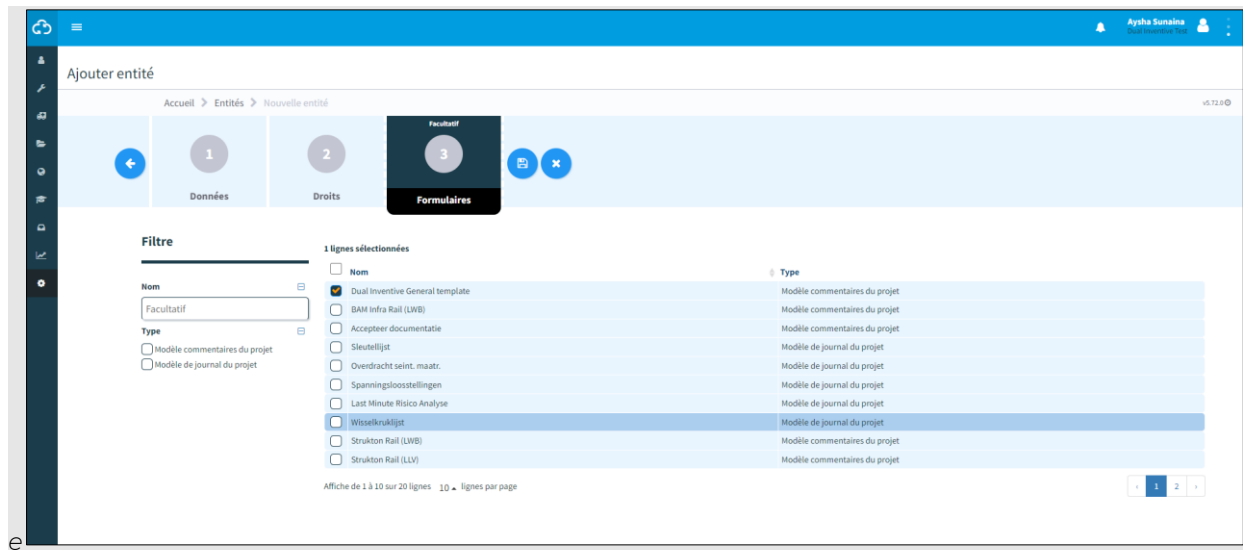 Aysha Sunaina
Dual Inventive Test
Ajouter entité
Accueil > Entités > Nouvelle entité
v5.72.0
Facultatif
1 2 3
Données Droits Formulaires
Filtre
1 lignes sélectionnées
Nom Type
Nom
Dual Inventive General template Modèle commentaires du projet
Facultatif
BAM Infra Rail (LWB) Modèle commentaires du projet
Type
Accepteer documentatie Modèle commentaires du projet
Modèle commentaires du projet
Sleutellijst Modèle de journal du projet
Modèle de journal du projet
Overdracht seint. maatr. Modèle de journal du projet
Spanningsloosstellingen Modèle de journal du projet
Last Minute Risico Analyse Modèle de journal du projet
Wisselkruklijst Modèle de journal du projet
Strukton Rail (LWB) Modèle commentaires du projet
Strukton Rail (LLV) Modèle commentaires du projet
Affiche de 1 à 10 sur 20 lignes 10 lignes par page
‹ 1 2 ›
e